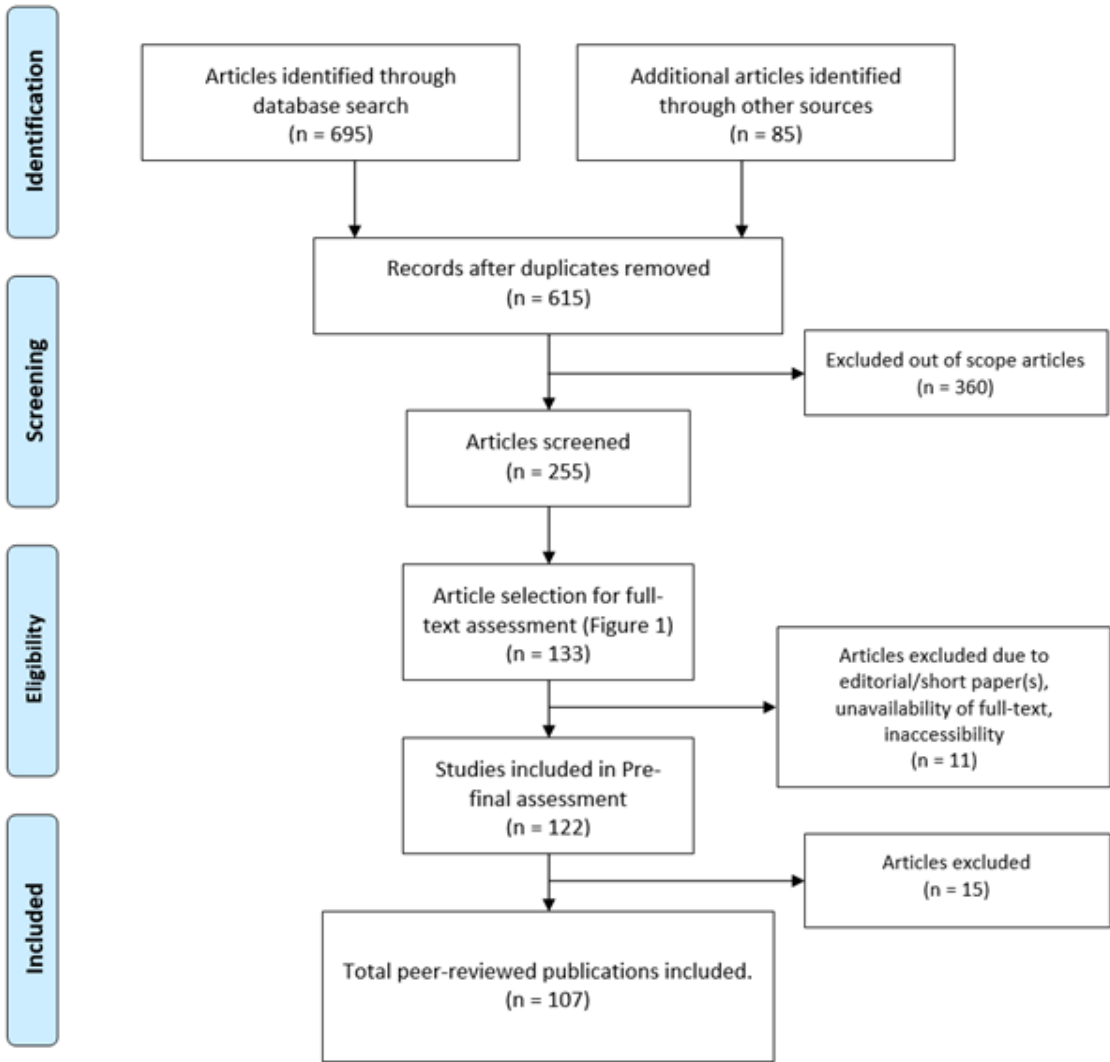 Identification
Articles identified through
database search
(n = 695)
Additional articles identified
through other sources
(n = 85)
Records after duplicates removed
(n = 615)
Screening
Excluded out of scope articles
(n = 360)
Articles screened
(n = 255)
Eligibility
Article selection for full-
text assessment (Figure 1)
(n = 133)
Articles excluded due to
editorial/short paper(s),
unavailability of full-text,
inaccessibility
(n = 11)
Studies included in Pre-
final assessment
(n = 122)
Included
Articles excluded
(n = 15)
Total peer-reviewed publications included.
(n = 107)